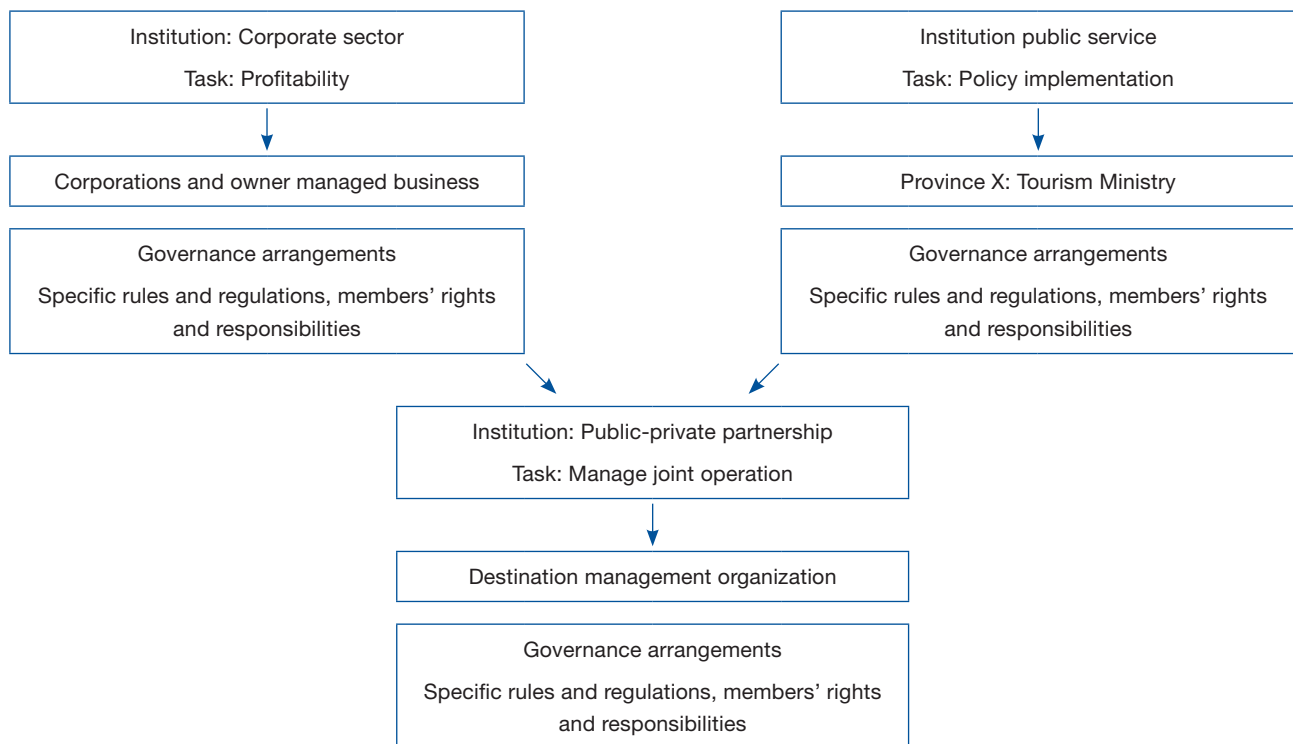 Institution: Corporate sector
Task: Profitability
Institution public service
Task: Policy implementation
Corporations and owner managed business
Province X: Tourism Ministry
Governance arrangements
Specific rules and regulations, members’ rights
and responsibilities
Governance arrangements
Specific rules and regulations, members’ rights
and responsibilities
Institution: Public-private partnership
Task: Manage joint operation
Destination management organization
Governance arrangements
Specific rules and regulations, members’ rights
and responsibilities